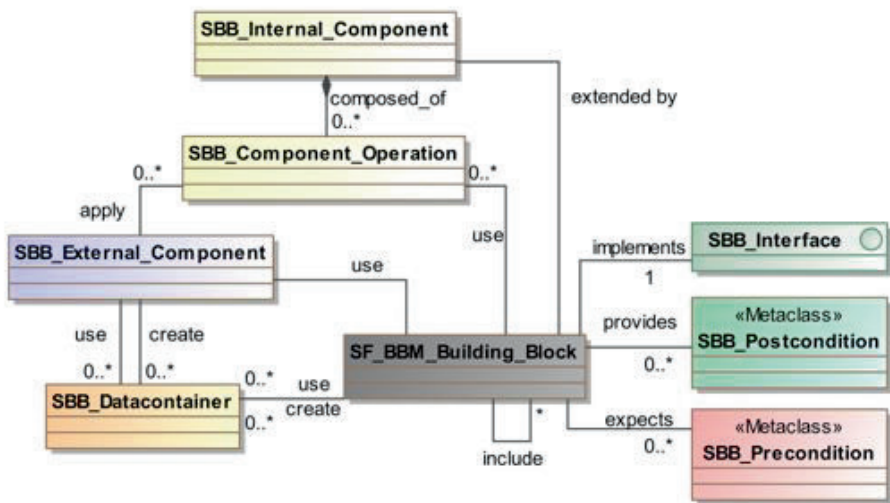 SBB_Internal_Component
composed_of
0..*
extended by
SBB_Component_Operation
0..*
0..*
apply
use
SBB_External_Component
use
implements
1
SBB_Interface
use
create
0..*
0..*
SBB_Datacontainer
0..*
use
create
0..*
SF_BBM_Building_Block
*
include
provides
0..*
«Metaclass»
SBB_Postcondition
expects
0..*
«Metaclass»
SBB_Precondition